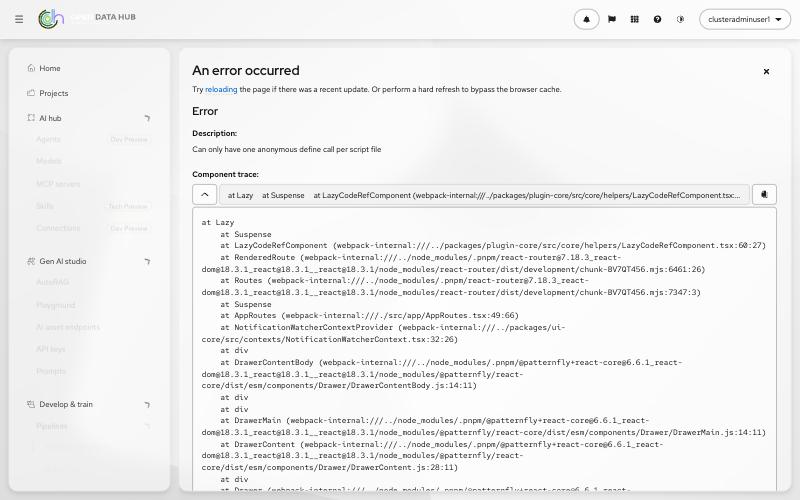 DATA HUB
clusteradminuser1
Home
Projects
AI hub
Agents
Dev Preview
Models
MCP servers
Skills
Tech Preview
Connections
Dev Preview
Gen AI studio
AutoRAG
Playground
AI asset endpoints
API keys
Prompts
Develop & train
Pipelines
An error occurred
Try reloading the page if there was a recent update. Or perform a hard refresh to bypass the browser cache.
Error
Description:
Can only have one anonymous define call per script file
Component trace:
at Lazy at Suspense at LazyCodeRefComponent (webpack-internal:///../packages/plugin-core/src/core/helpers/LazyCodeRefComponent.tsx:...
at Lazy
at Suspense
at LazyCodeRefComponent (webpack-internal:///../packages/plugin-core/src/core/helpers/LazyCodeRefComponent.tsx:60:27)
at RenderedRoute (webpack-internal:///../node_modules/.pnpm/react-router@7.18.3_react-
dom@18.3.1_react@18.3.1__react@18.3.1/node_modules/react-router/dist/development/chunk-BV7QT456.mjs:6461:26)
at Routes (webpack-internal:///../node_modules/.pnpm/react-router@7.18.3_react-
dom@18.3.1_react@18.3.1__react@18.3.1/node_modules/react-router/dist/development/chunk-BV7QT456.mjs:7347:3)
at Suspense
at AppRoutes (webpack-internal:///./src/app/AppRoutes.tsx:49:66)
at NotificationWatcherContextProvider (webpack-internal:///../packages/ui-
core/src/contexts/NotificationWatcherContext.tsx:32:26)
at div
at DrawerContentBody (webpack-internal:///../node_modules/.pnpm/@patternfly+react-core@6.6.1_react-
dom@18.3.1_react@18.3.1__react@18.3.1/node_modules/@patternfly/react-
core/dist/esm/components/Drawer/DrawerContentBody.js:14:11)
at div
at div
at DrawerMain (webpack-internal:///../node_modules/.pnpm/@patternfly+react-core@6.6.1_react-
dom@18.3.1_react@18.3.1__react@18.3.1/node_modules/@patternfly/react-core/dist/esm/components/Drawer/DrawerMain.js:14:11)
at DrawerContent (webpack-internal:///../node_modules/.pnpm/@patternfly+react-core@6.6.1_react-
dom@18.3.1_react@18.3.1__react@18.3.1/node_modules/@patternfly/react-
core/dist/esm/components/Drawer/DrawerContent.js:28:11)
at div